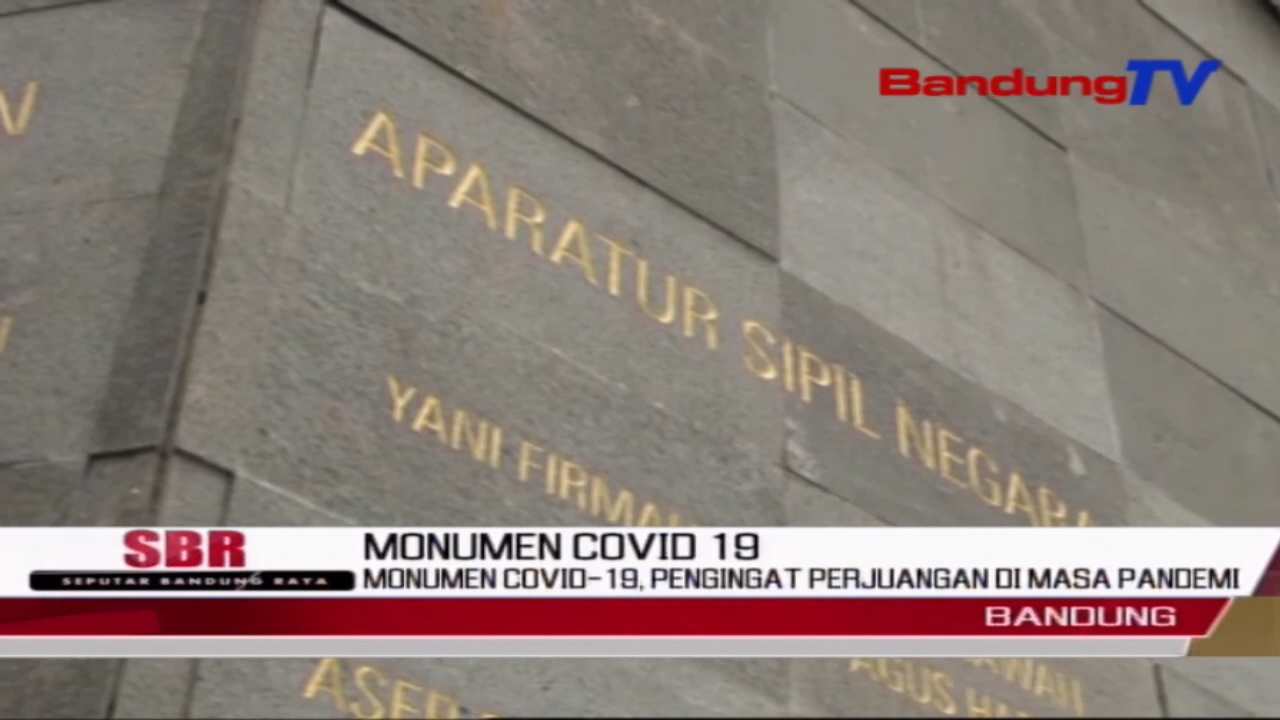 BandungTV
APARATUR SIPIL NEGARA
YANI
SBR
SEPUTAR BANDUNG RAYA
MONUMEN COVID 19
MONUMEN COVID-19, PENGINGAT PERJUANGAN DI MASA PANDEMI
BANDUNG
AGUS